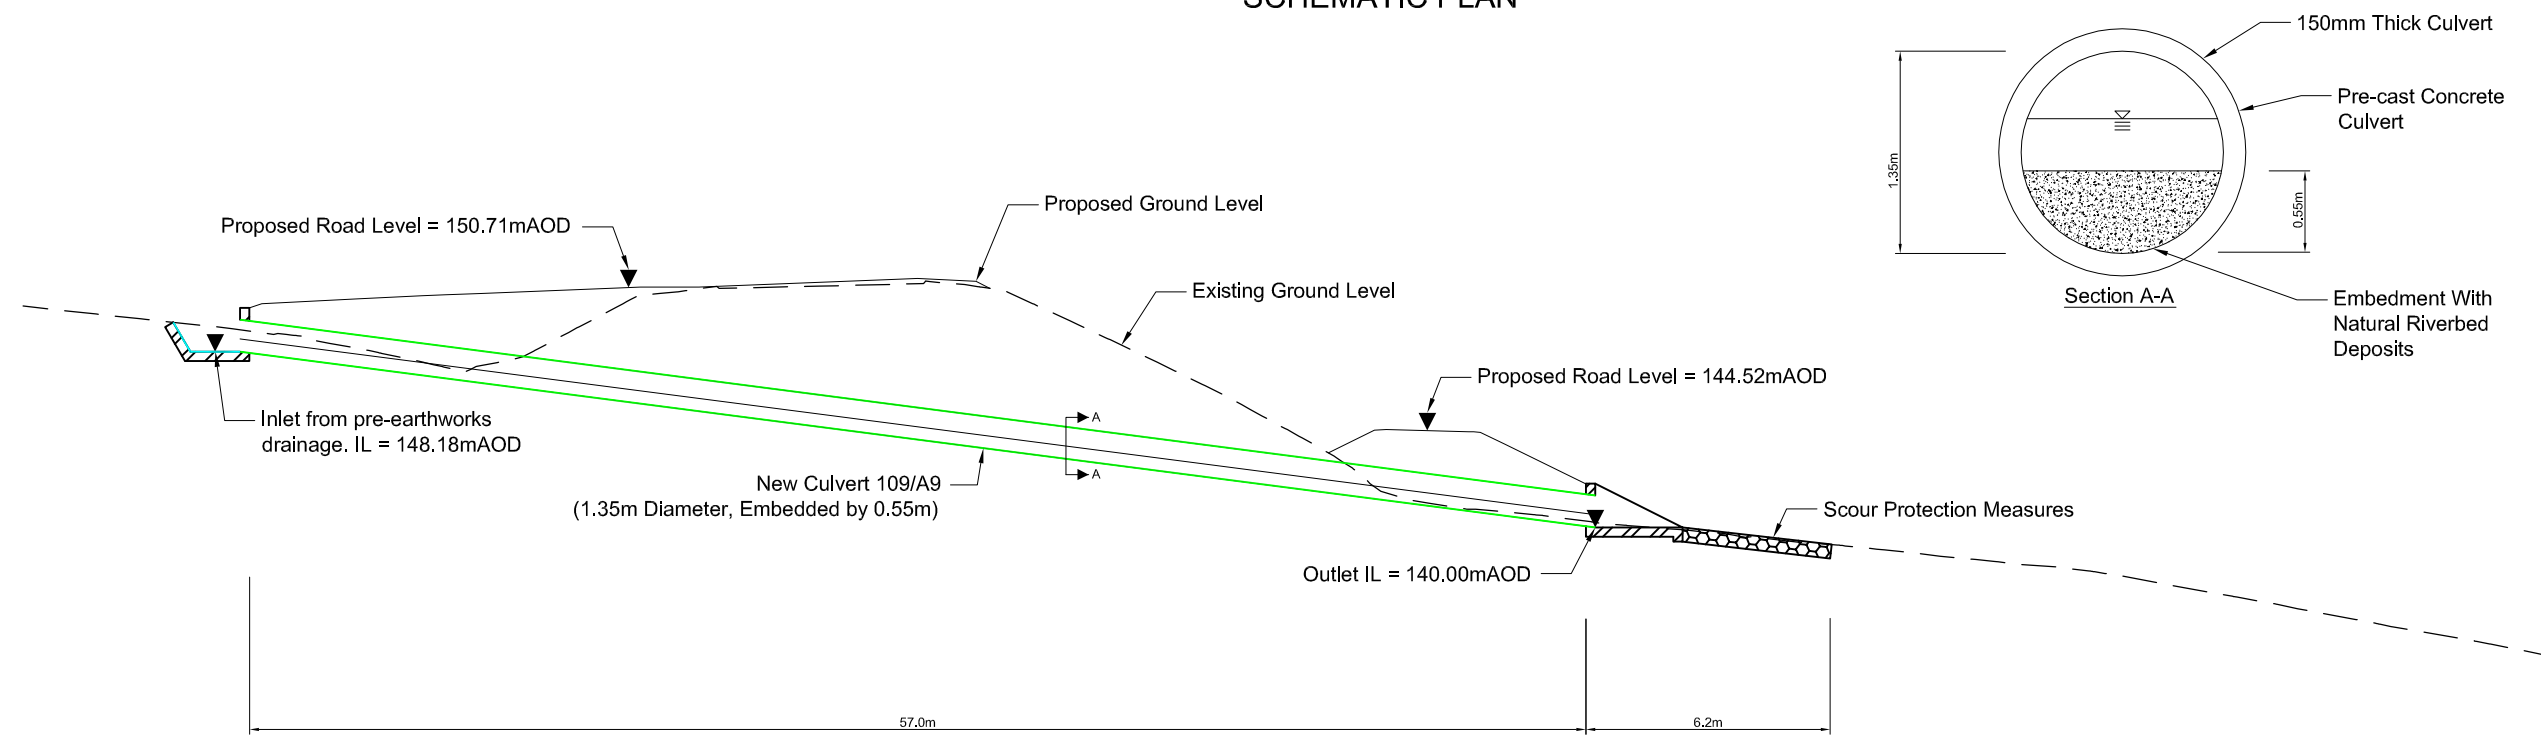 SCHEMATIC PLAN
150mm Thick Culvert
Pre-cast Concrete
Culvert
1.35m
0.55m
Section A-A
Embedment With
Natural Riverbed
Deposits
Proposed Road Level = 150.71mAOD
Proposed Ground Level
Existing Ground Level
Proposed Road Level = 144.52mAOD
Inlet from pre-earthworks
drainage. IL = 148.18mAOD
A
A
New Culvert 109/A9
(1.35m Diameter, Embedded by 0.55m)
Scour Protection Measures
Outlet IL = 140.00mAOD
57.0m
6.2m